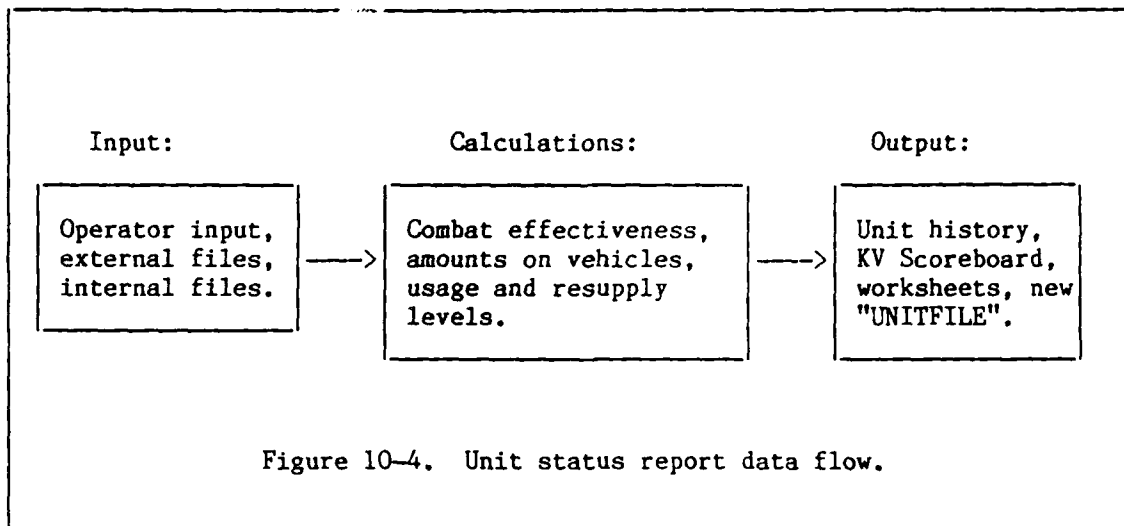 Input:
Calculations:
Output:
Operator input,
external files,
internal files.
Combat effectiveness,
amounts on vehicles,
usage and resupply
levels.
Unit history,
KV Scoreboard,
worksheets, new
"UNITFILE".
Figure 10-4. Unit status report data flow.